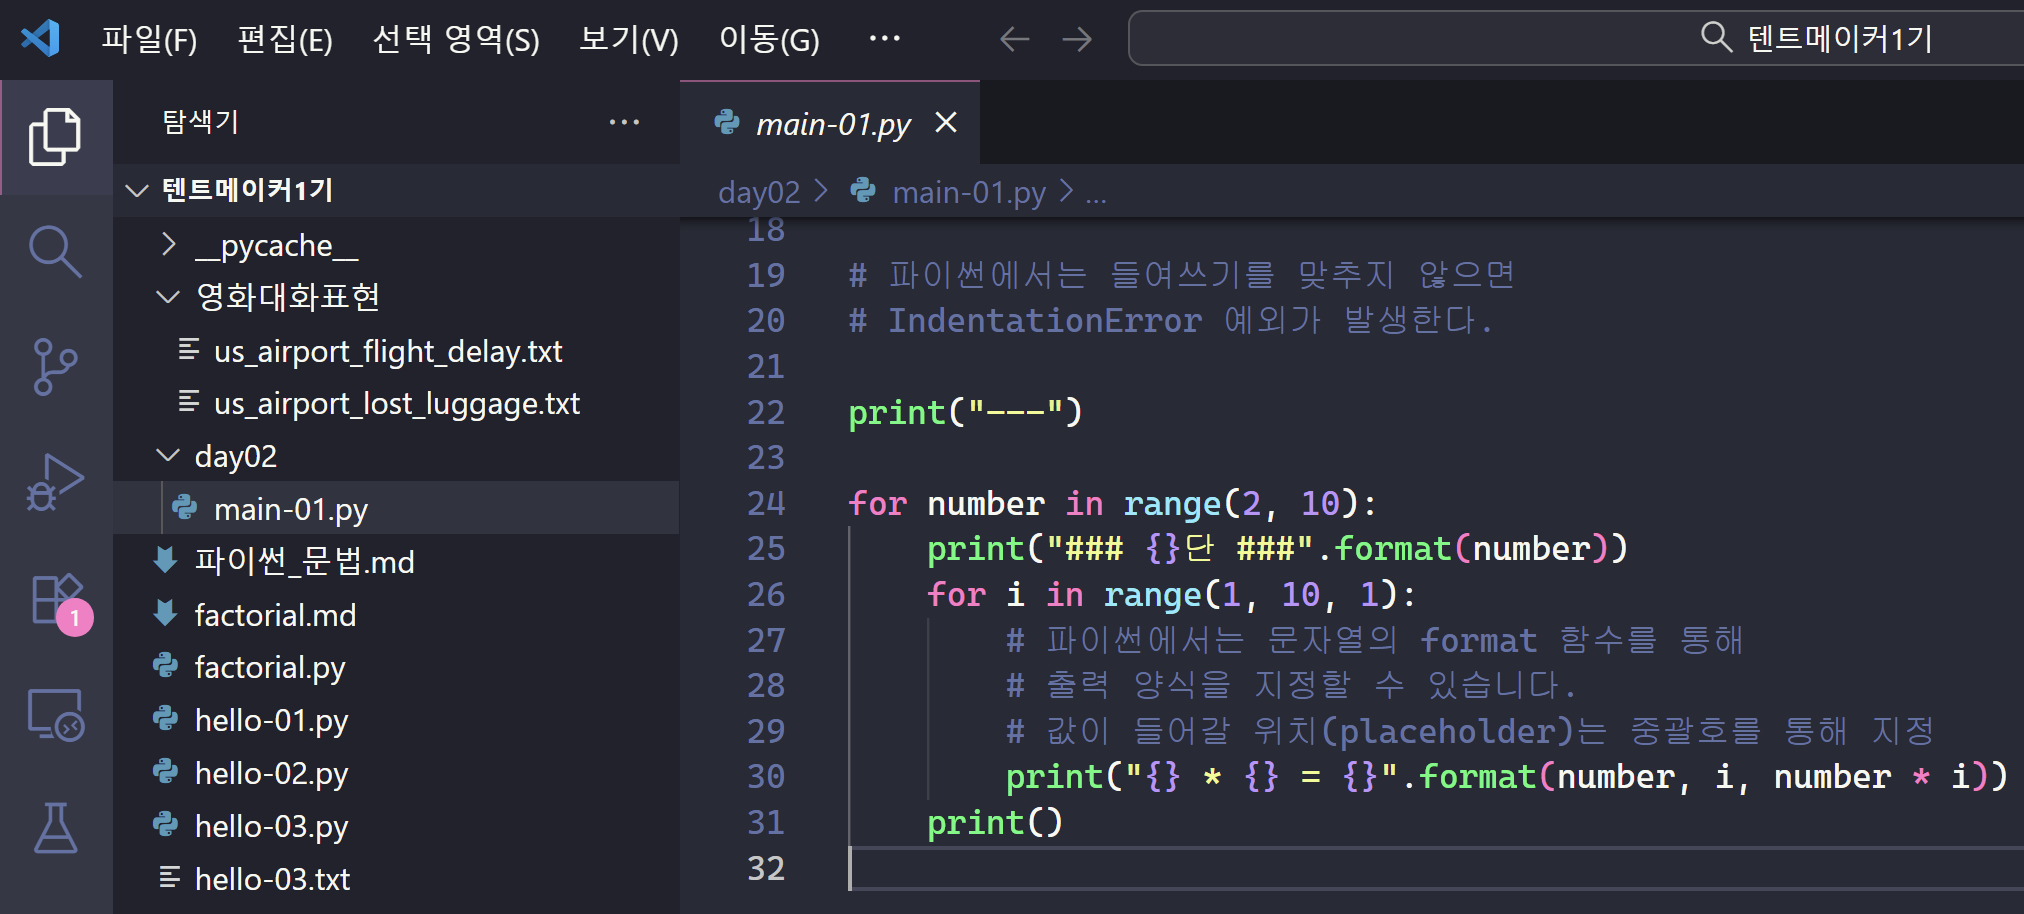 파일(F) 편집(E) 선택 영역(S) 보기(V) 이동(G) ··· 텐트메이커1기
탐색기 ···
텐트메이커1기
__pycache__
영화대화표현
us_airport_flight_delay.txt
us_airport_lost_luggage.txt
day02
main-01.py
파이썬_문법.md
factorial.md
factorial.py
hello-01.py
hello-02.py
hello-03.py
hello-03.txt
1
main-01.py
day02 > main-01.py > ...
18
19 # 파이썬에서는 들여쓰기를 맞추지 않으면
20 # IndentationError 예외가 발생한다.
21
22 print("---")
23
24 for number in range(2, 10):
25     print("### {}단 ###".format(number))
26     for i in range(1, 10, 1):
27         # 파이썬에서는 문자열의 format 함수를 통해
28         # 출력 양식을 지정할 수 있습니다.
29         # 값이 들어갈 위치(placeholder)는 중괄호를 통해 지정
30         print("{} * {} = {}".format(number, i, number * i))
31     print()
32